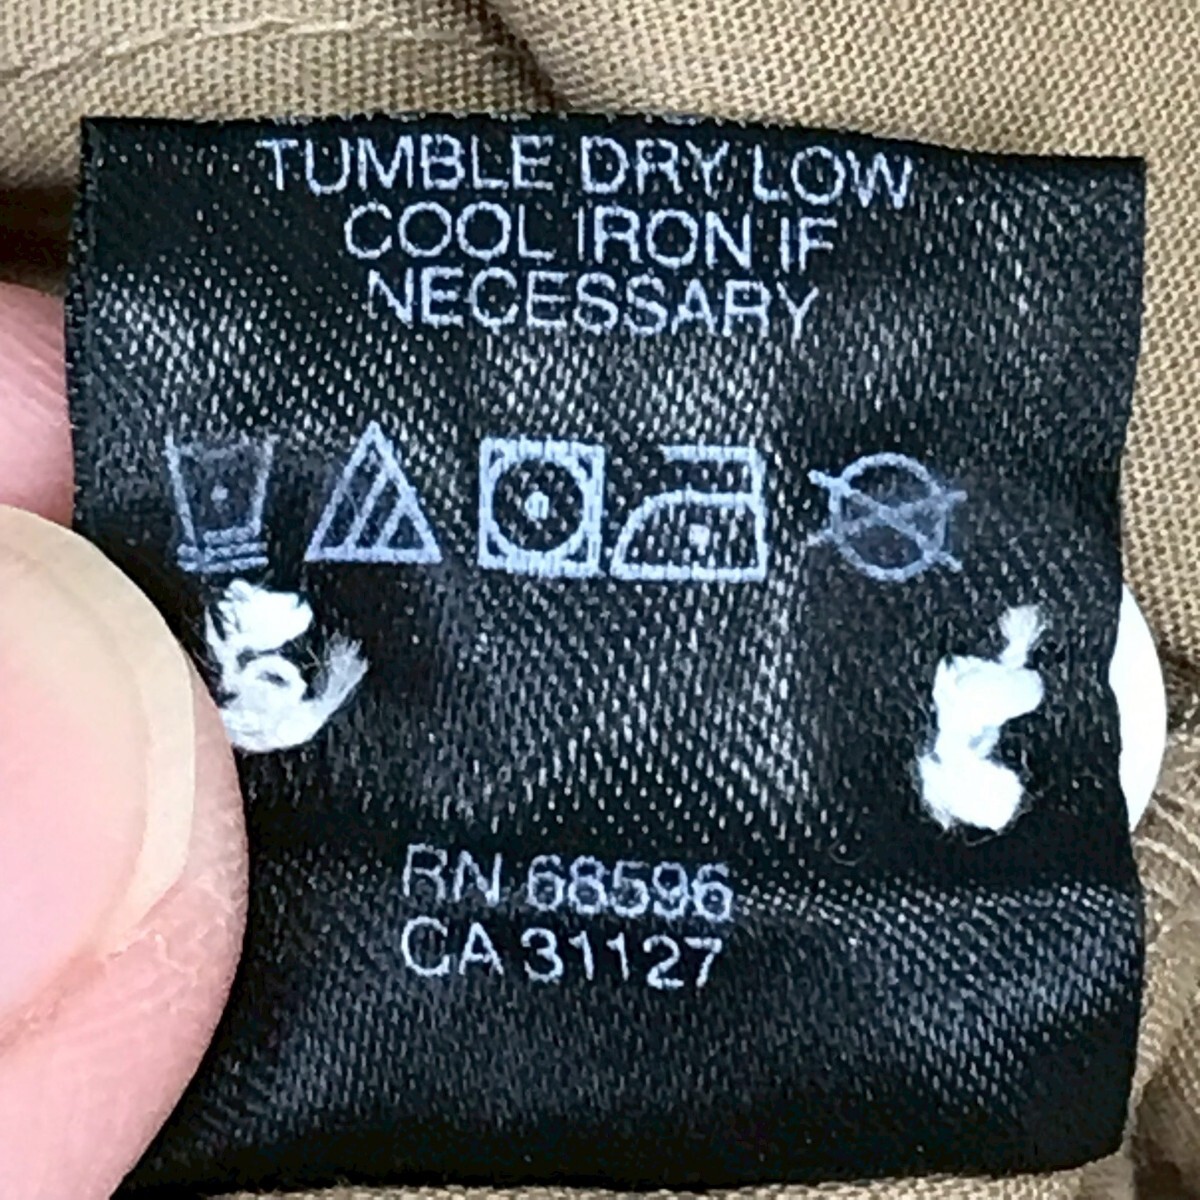 TUMBLE DRY LOW
COOL IRON IF
NECESSARY
RN 68596
CA 31127